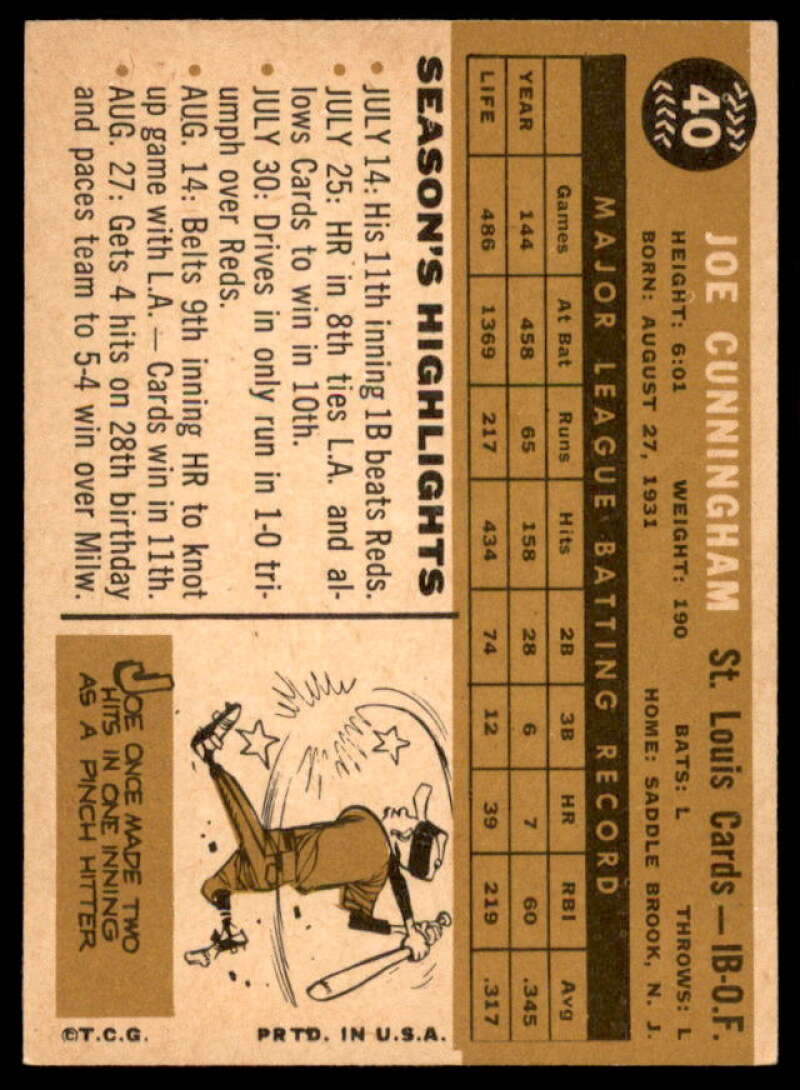 40
JOE CUNNINGHAM St. Louis Cards — IB-O.F.
HEIGHT: 6:01 WEIGHT: 190 BATS: L THROWS: L
BORN: AUGUST 27, 1931 HOME: SADDLE BROOK, N. J.
MAJOR LEAGUE BATTING RECORD
Games At Bat Runs Hits 2B 3B HR RBI Avg
YEAR 144 458 65 158 28 6 7 60 .345
LIFE 486 1369 217 434 74 12 39 219 .317
SEASON'S HIGHLIGHTS
• JULY 14: His 11th inning 1B beats Reds.
• JULY 25: HR in 8th ties L.A. and al-
lows Cards to win in 10th.
• JULY 30: Drives in only run in 1-0 tri-
umph over Reds.
• AUG. 14: Belts 9th inning HR to knot
up game with L.A. — Cards win in 11th.
• AUG. 27: Gets 4 hits on 28th birthday
and paces team to 5-4 win over Milw.
JOE ONCE MADE TWO
HITS IN ONE INNING
AS A PINCH HITTER
©T.C.G. PRTD. IN U.S.A.